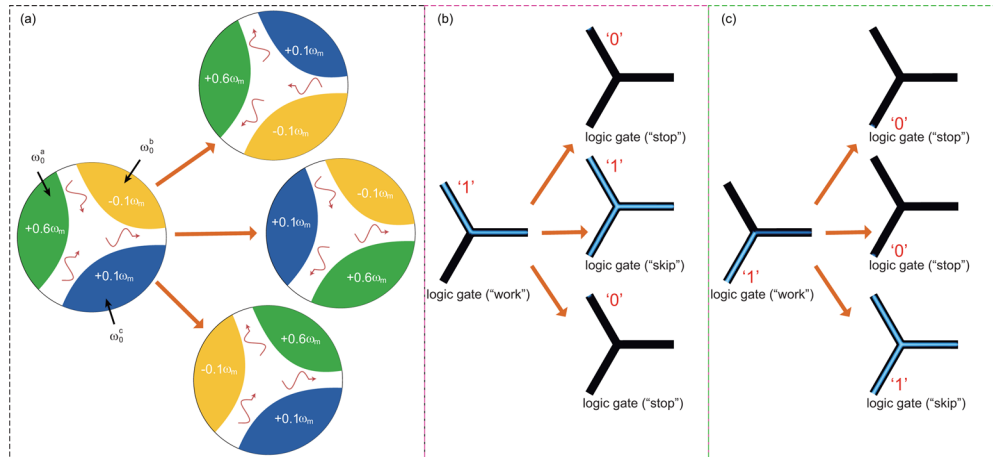 (a)
+0.1ωm
+0.6ωm
-0.1ωm
ω0a
ω0b
-0.1ωm
+0.6ωm
+0.1ωm
ω0c
-0.1ωm
+0.1ωm
+0.6ωm
+0.6ωm
-0.1ωm
+0.1ωm
(b)
'0'
logic gate ("stop")
'1'
logic gate ("work")
'1'
logic gate ("skip")
'0'
logic gate ("stop")
(c)
'0'
logic gate ("stop")
'1'
logic gate ("work")
'0'
logic gate ("stop")
'1'
logic gate ("skip")